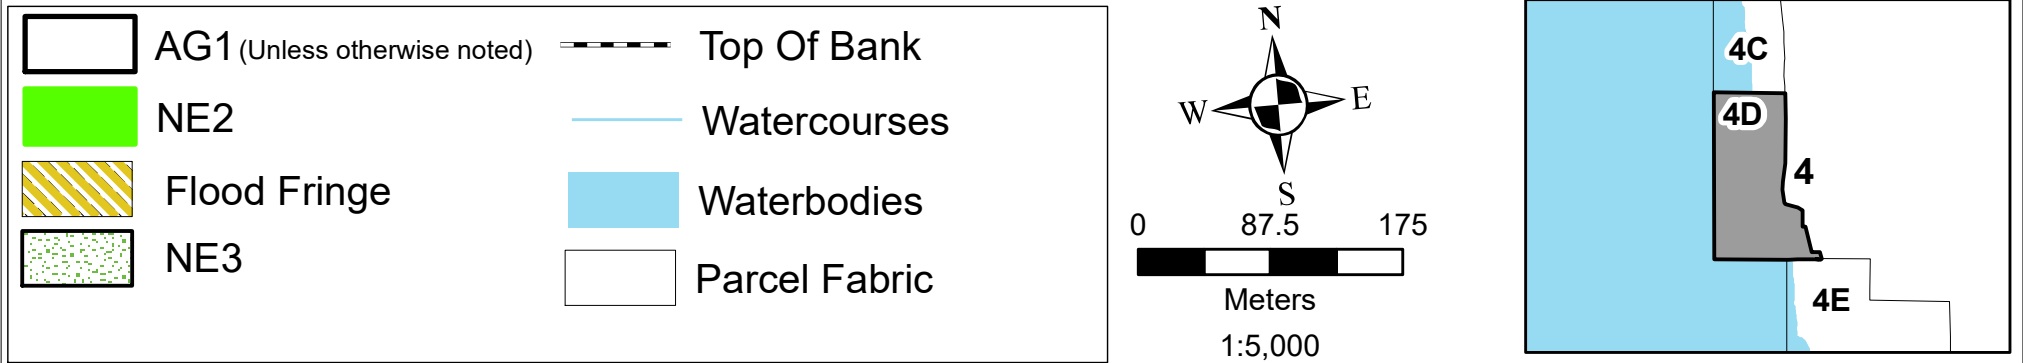 AG1 (Unless otherwise noted)
NE2
Flood Fringe
NE3
Top Of Bank
Watercourses
Waterbodies
Parcel Fabric
N
W E
S
0 87.5 175
Meters
1:5,000
4C
4D
4
4E